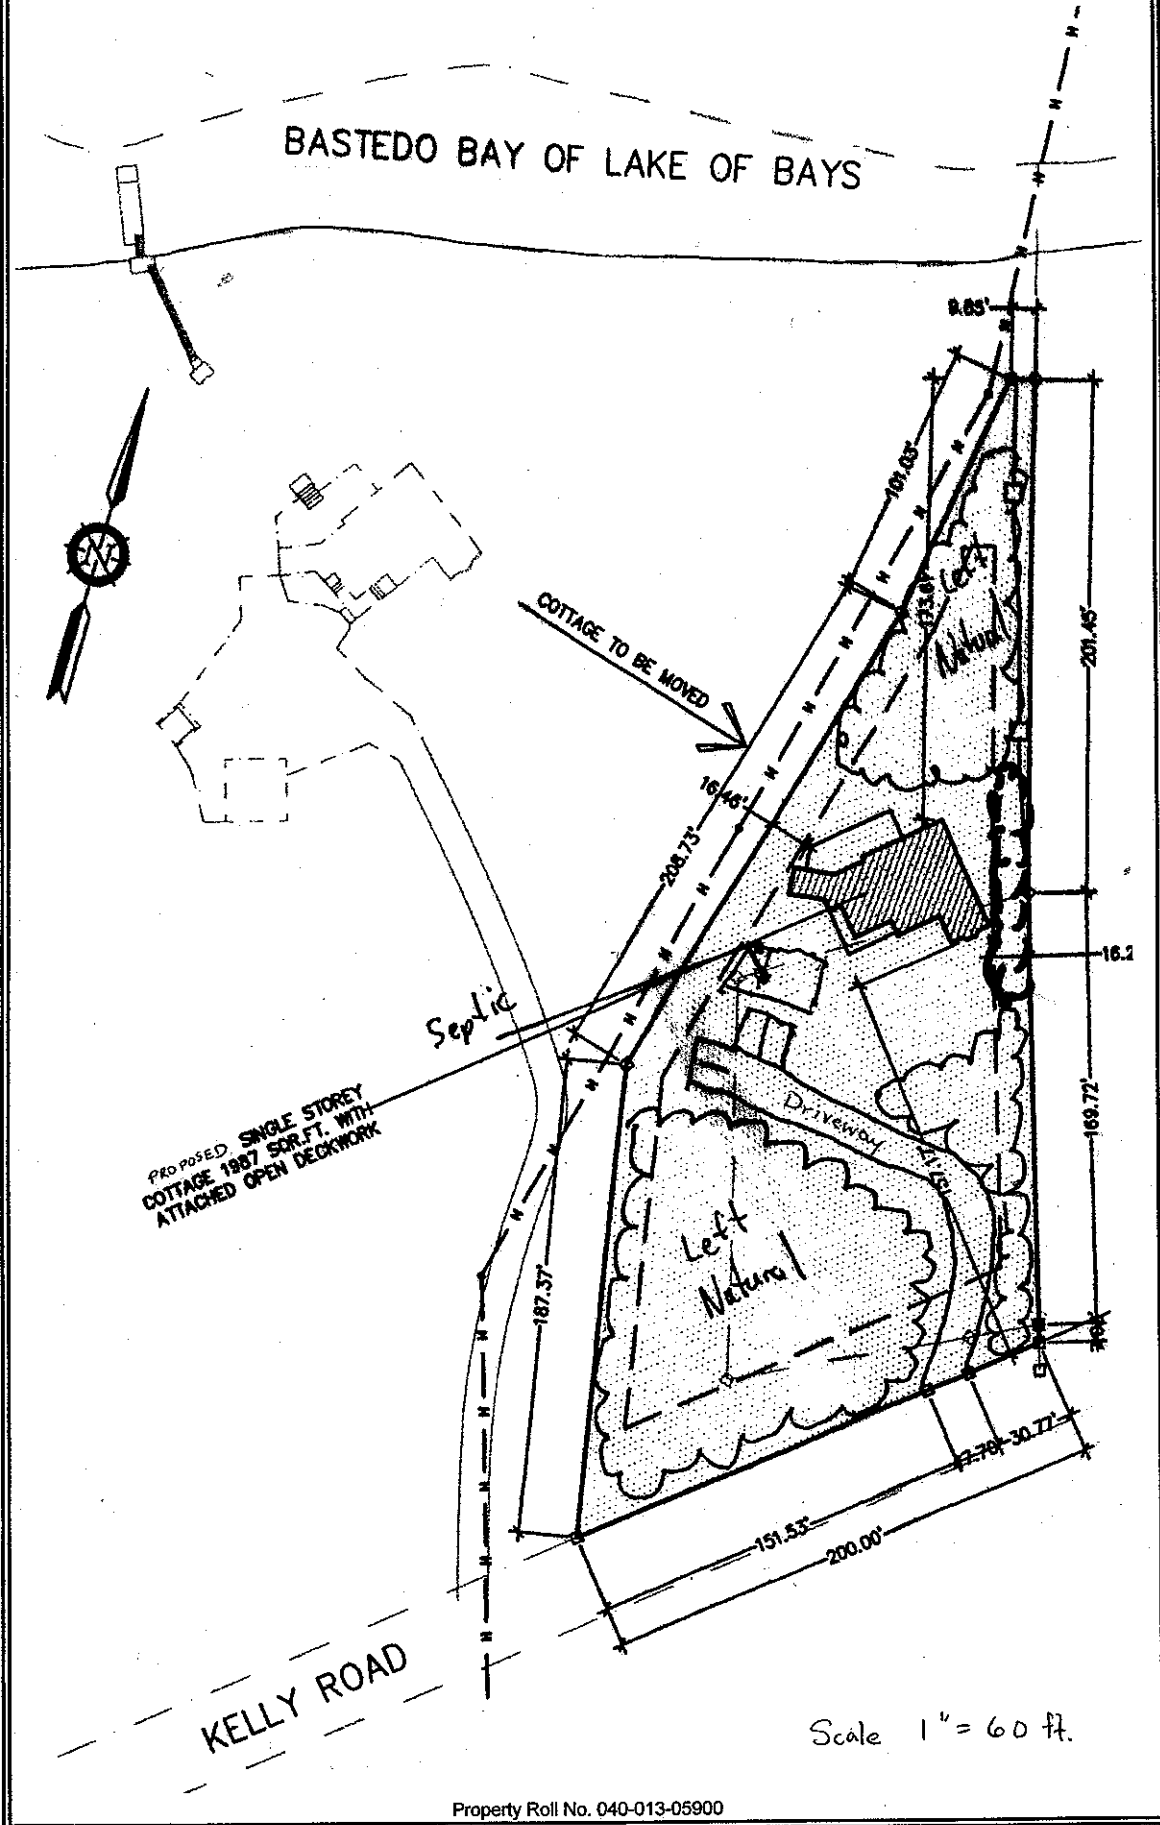 BASTEDO BAY OF LAKE OF BAYS
9.85'
101.03'
Left
Natural
201.45'
COTTAGE TO BE MOVED
16.46'
208.73'
16.2
Septic
169.72'
PROPOSED SINGLE STOREY
COTTAGE 1987 SQR.FT. WITH
ATTACHED OPEN DECKWORK
Driveway
Left
Natural
187.37'
30.77'
151.53'
200.00'
KELLY ROAD
Scale 1" = 60 ft.
Property Roll No. 040-013-05900
N